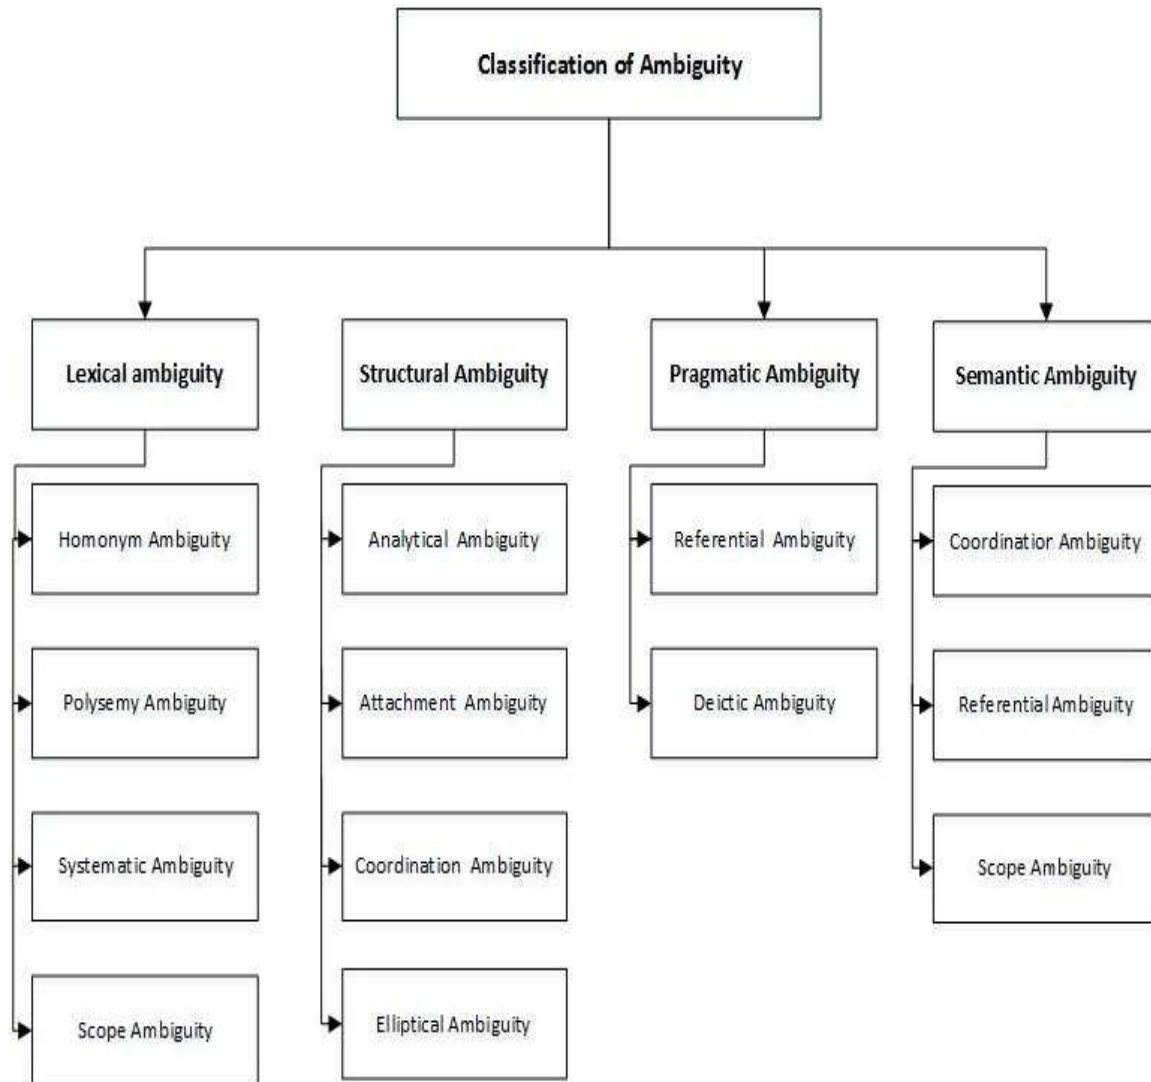 Classification of Ambiguity
Lexical ambiguity
Structural Ambiguity
Pragmatic Ambiguity
Semantic Ambiguity
Homonym Ambiguity
Analytical Ambiguity
Referential Ambiguity
Coordination Ambiguity
Polysemy Ambiguity
Attachment Ambiguity
Deictic Ambiguity
Referential Ambiguity
Systematic Ambiguity
Coordination Ambiguity
Scope Ambiguity
Scope Ambiguity
Elliptical Ambiguity